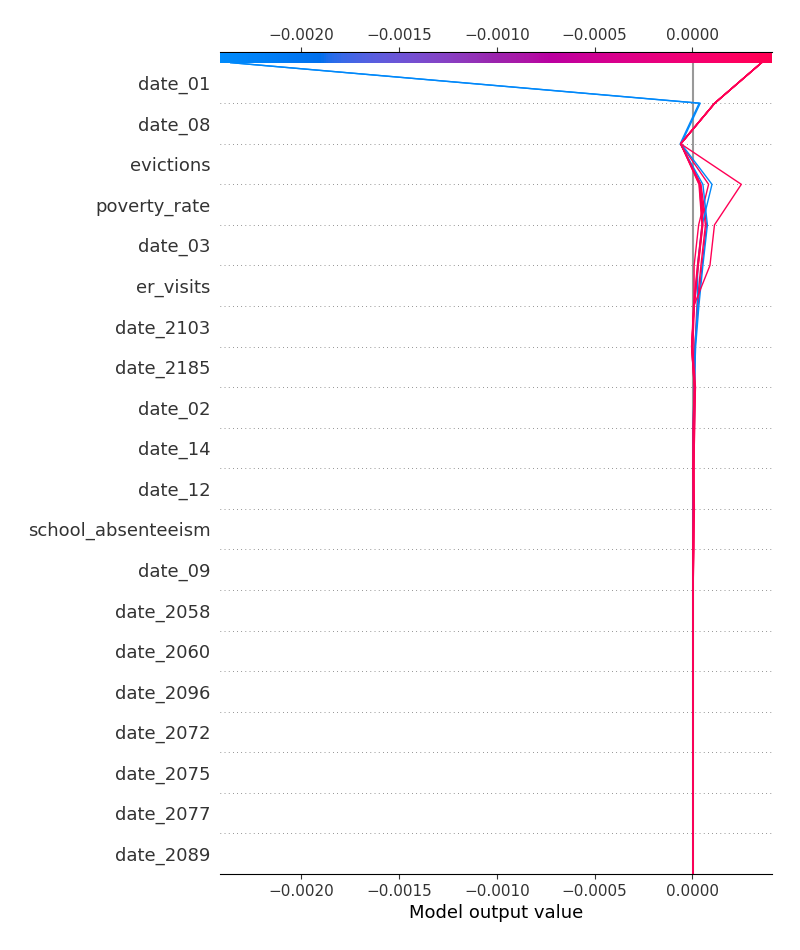 −0.0020 −0.0015 −0.0010 −0.0005 0.0000
date_01
date_08
evictions
poverty_rate
date_03
er_visits
date_2103
date_2185
date_02
date_14
date_12
school_absenteeism
date_09
date_2058
date_2060
date_2096
date_2072
date_2075
date_2077
date_2089
−0.0020 −0.0015 −0.0010 −0.0005 0.0000
Model output value